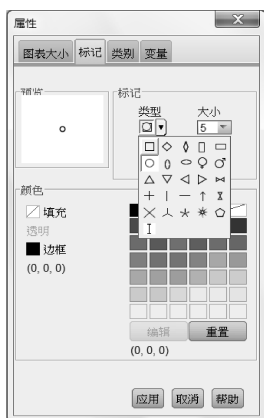 属性
图表大小 标记 类别 变量
预览
标记
类型 大小
5
颜色
填充
透明
边框
(0, 0, 0)
编辑 重置
(0, 0, 0)
应用 取消 帮助